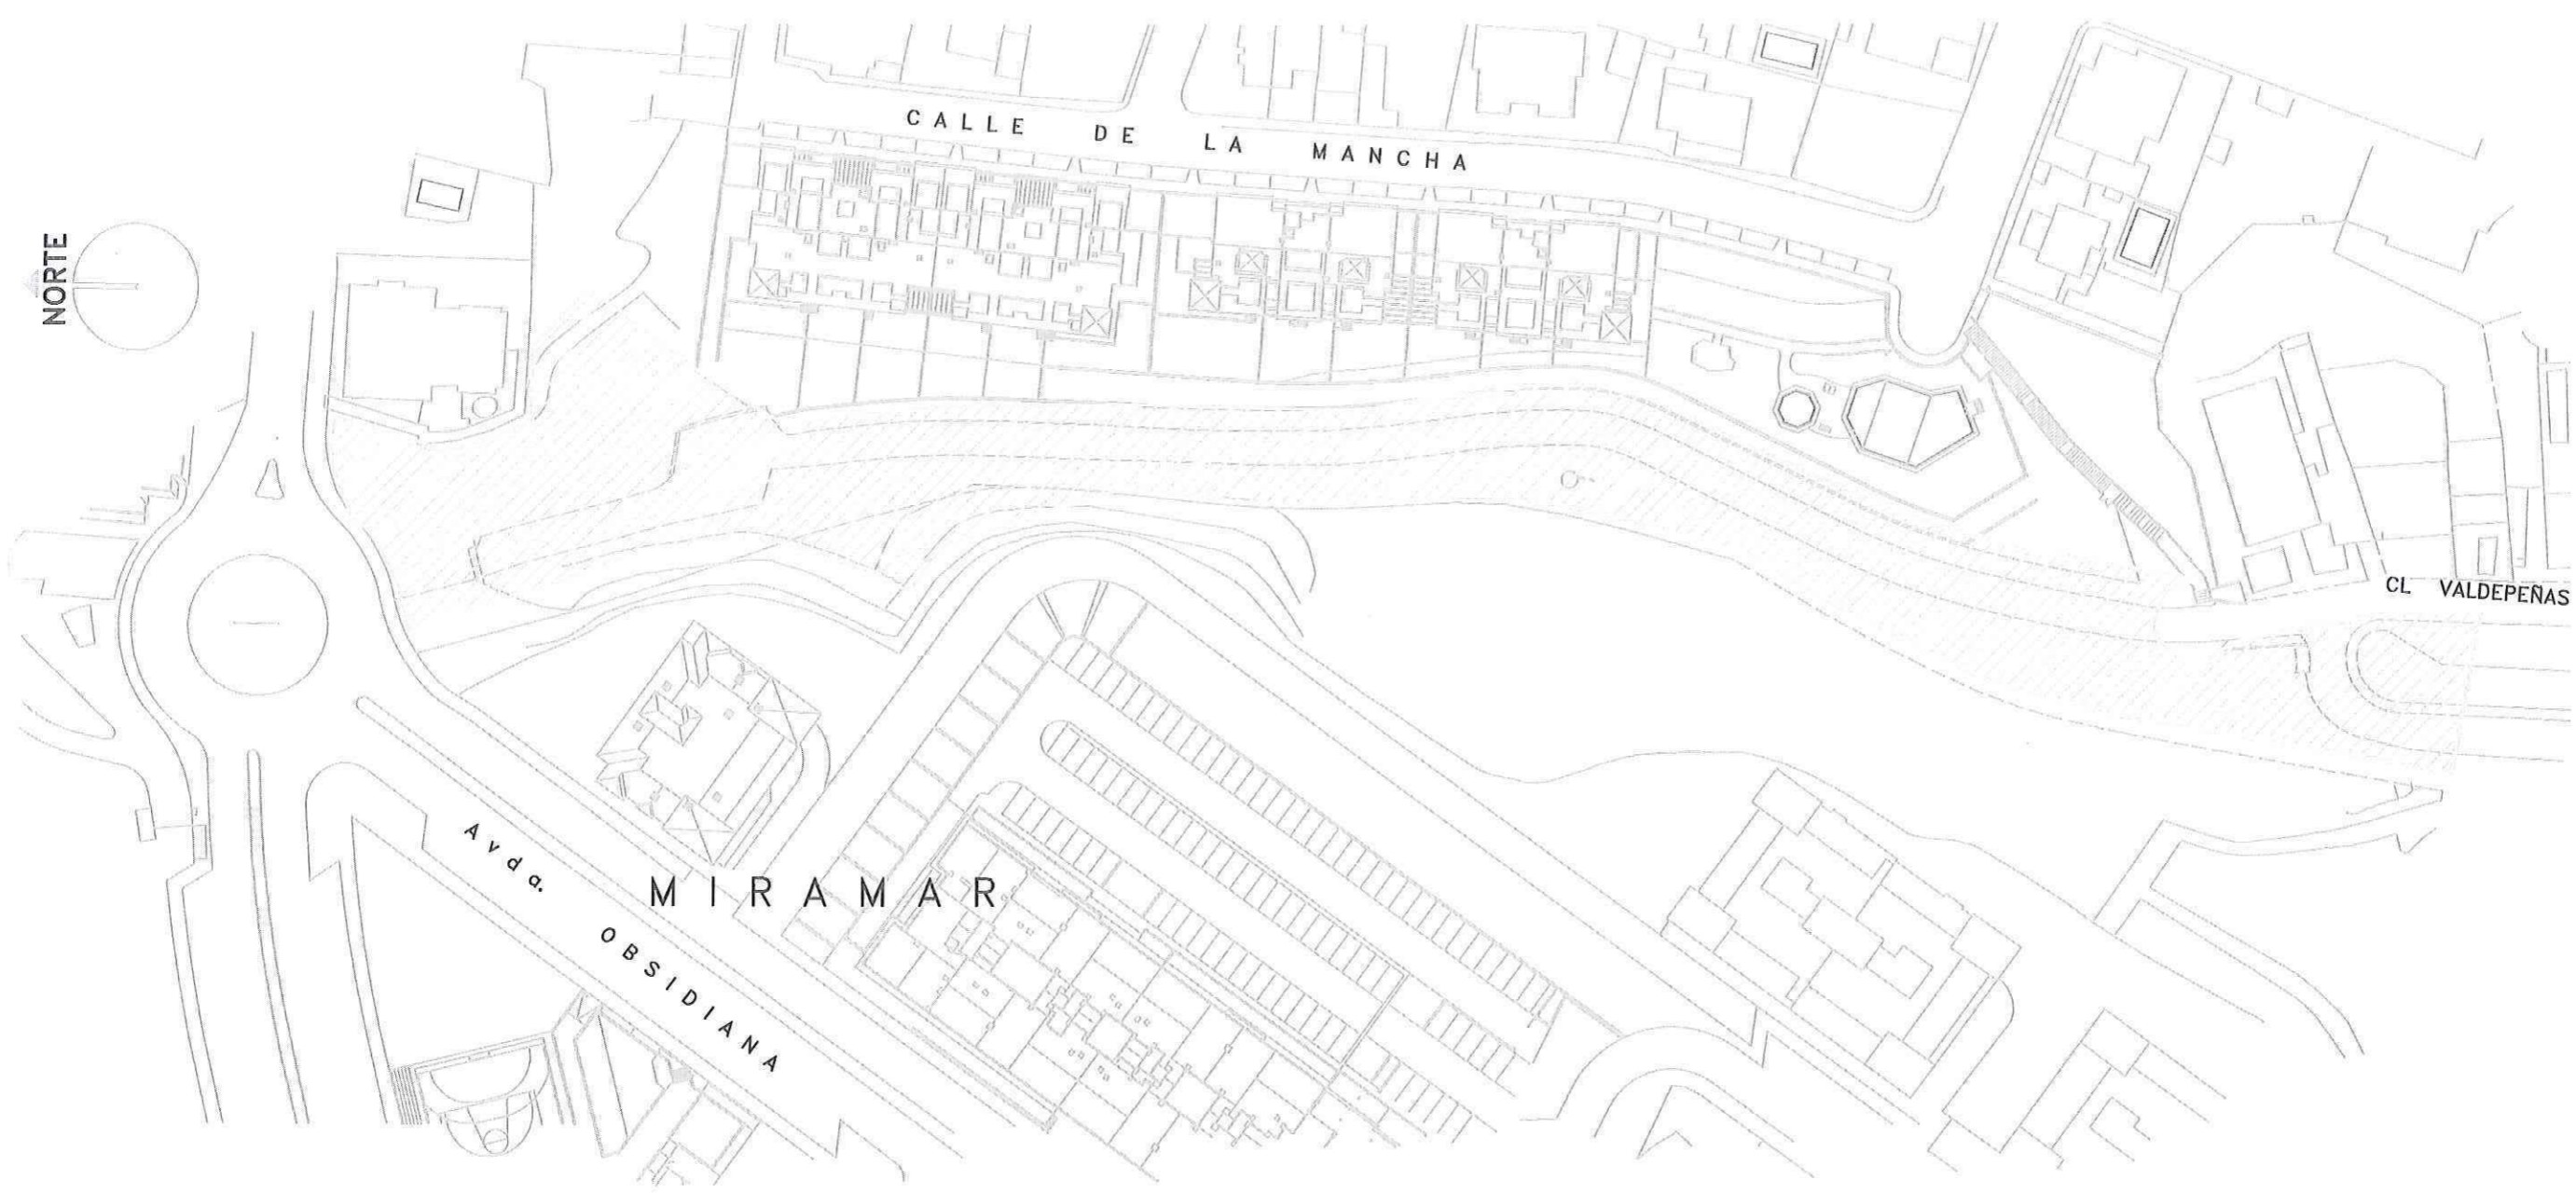 CALLE DE LA MANCHA
NORTE
CL VALDEPEÑAS
Avda. OBSIDIANA
MIRAMAR